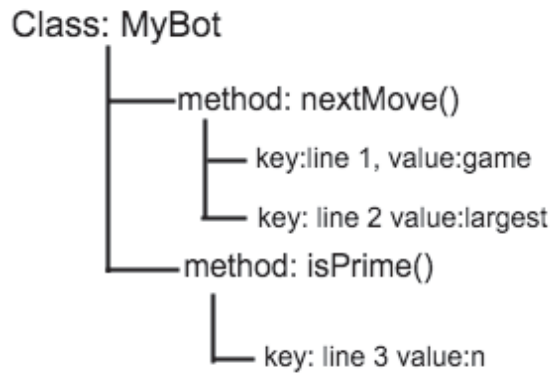 Class: MyBot
method: nextMove()
key:line 1, value:game
key: line 2 value:largest
method: isPrime()
key: line 3 value:n